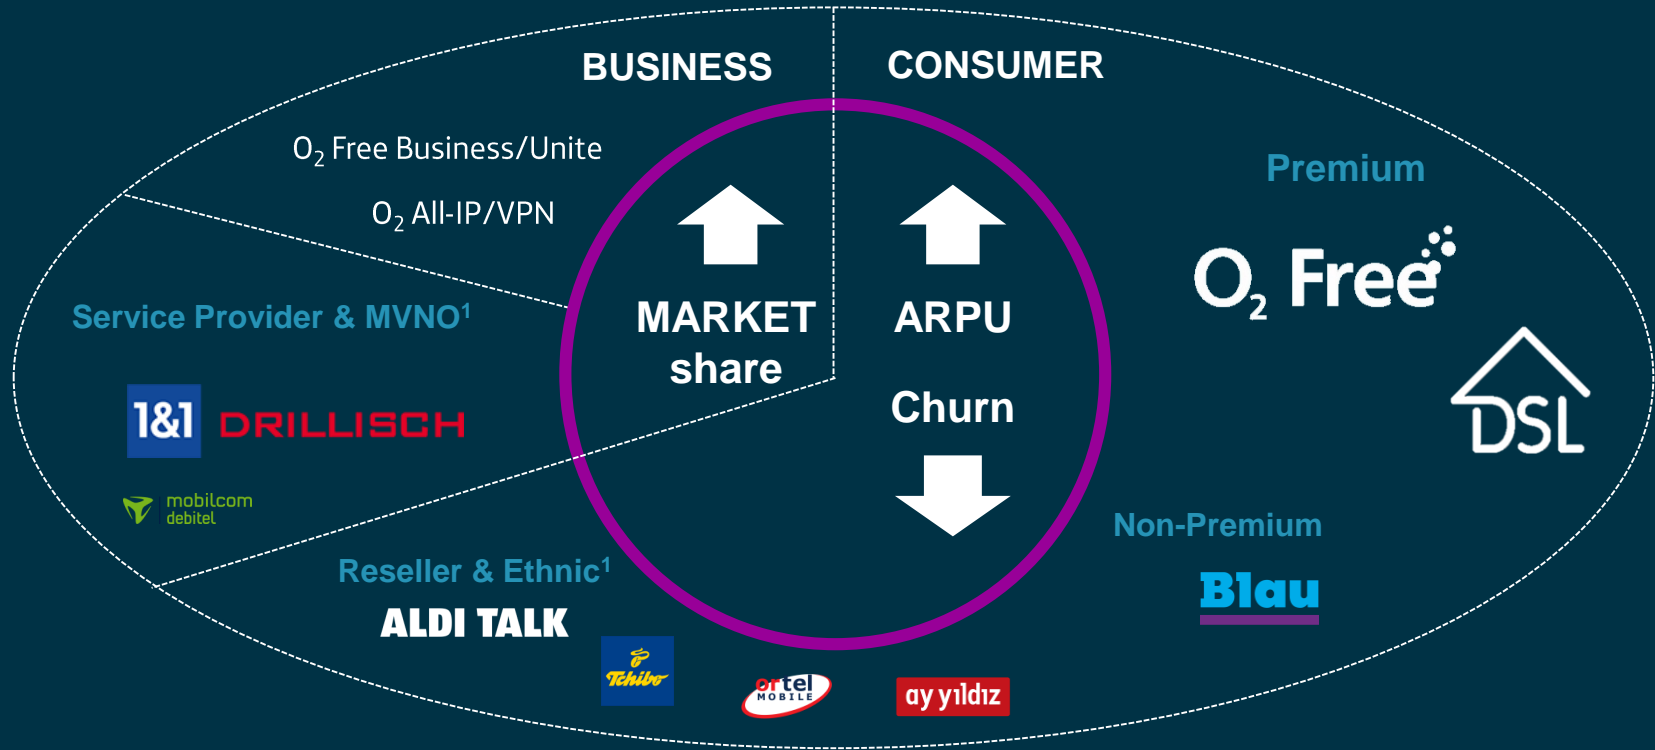 BUSINESS
CONSUMER
O₂ Free Business/Unite
O₂ All-IP/VPN
Service Provider & MVNO¹
1&1 DRILLISCH
mobilcom
debitel
MARKET
share
ARPU
Churn
Premium
O₂ Free
DSL
Non-Premium
Blau
Reseller & Ethnic¹
ALDI TALK
Tchibo
ortel
MOBILE
ay yıldız